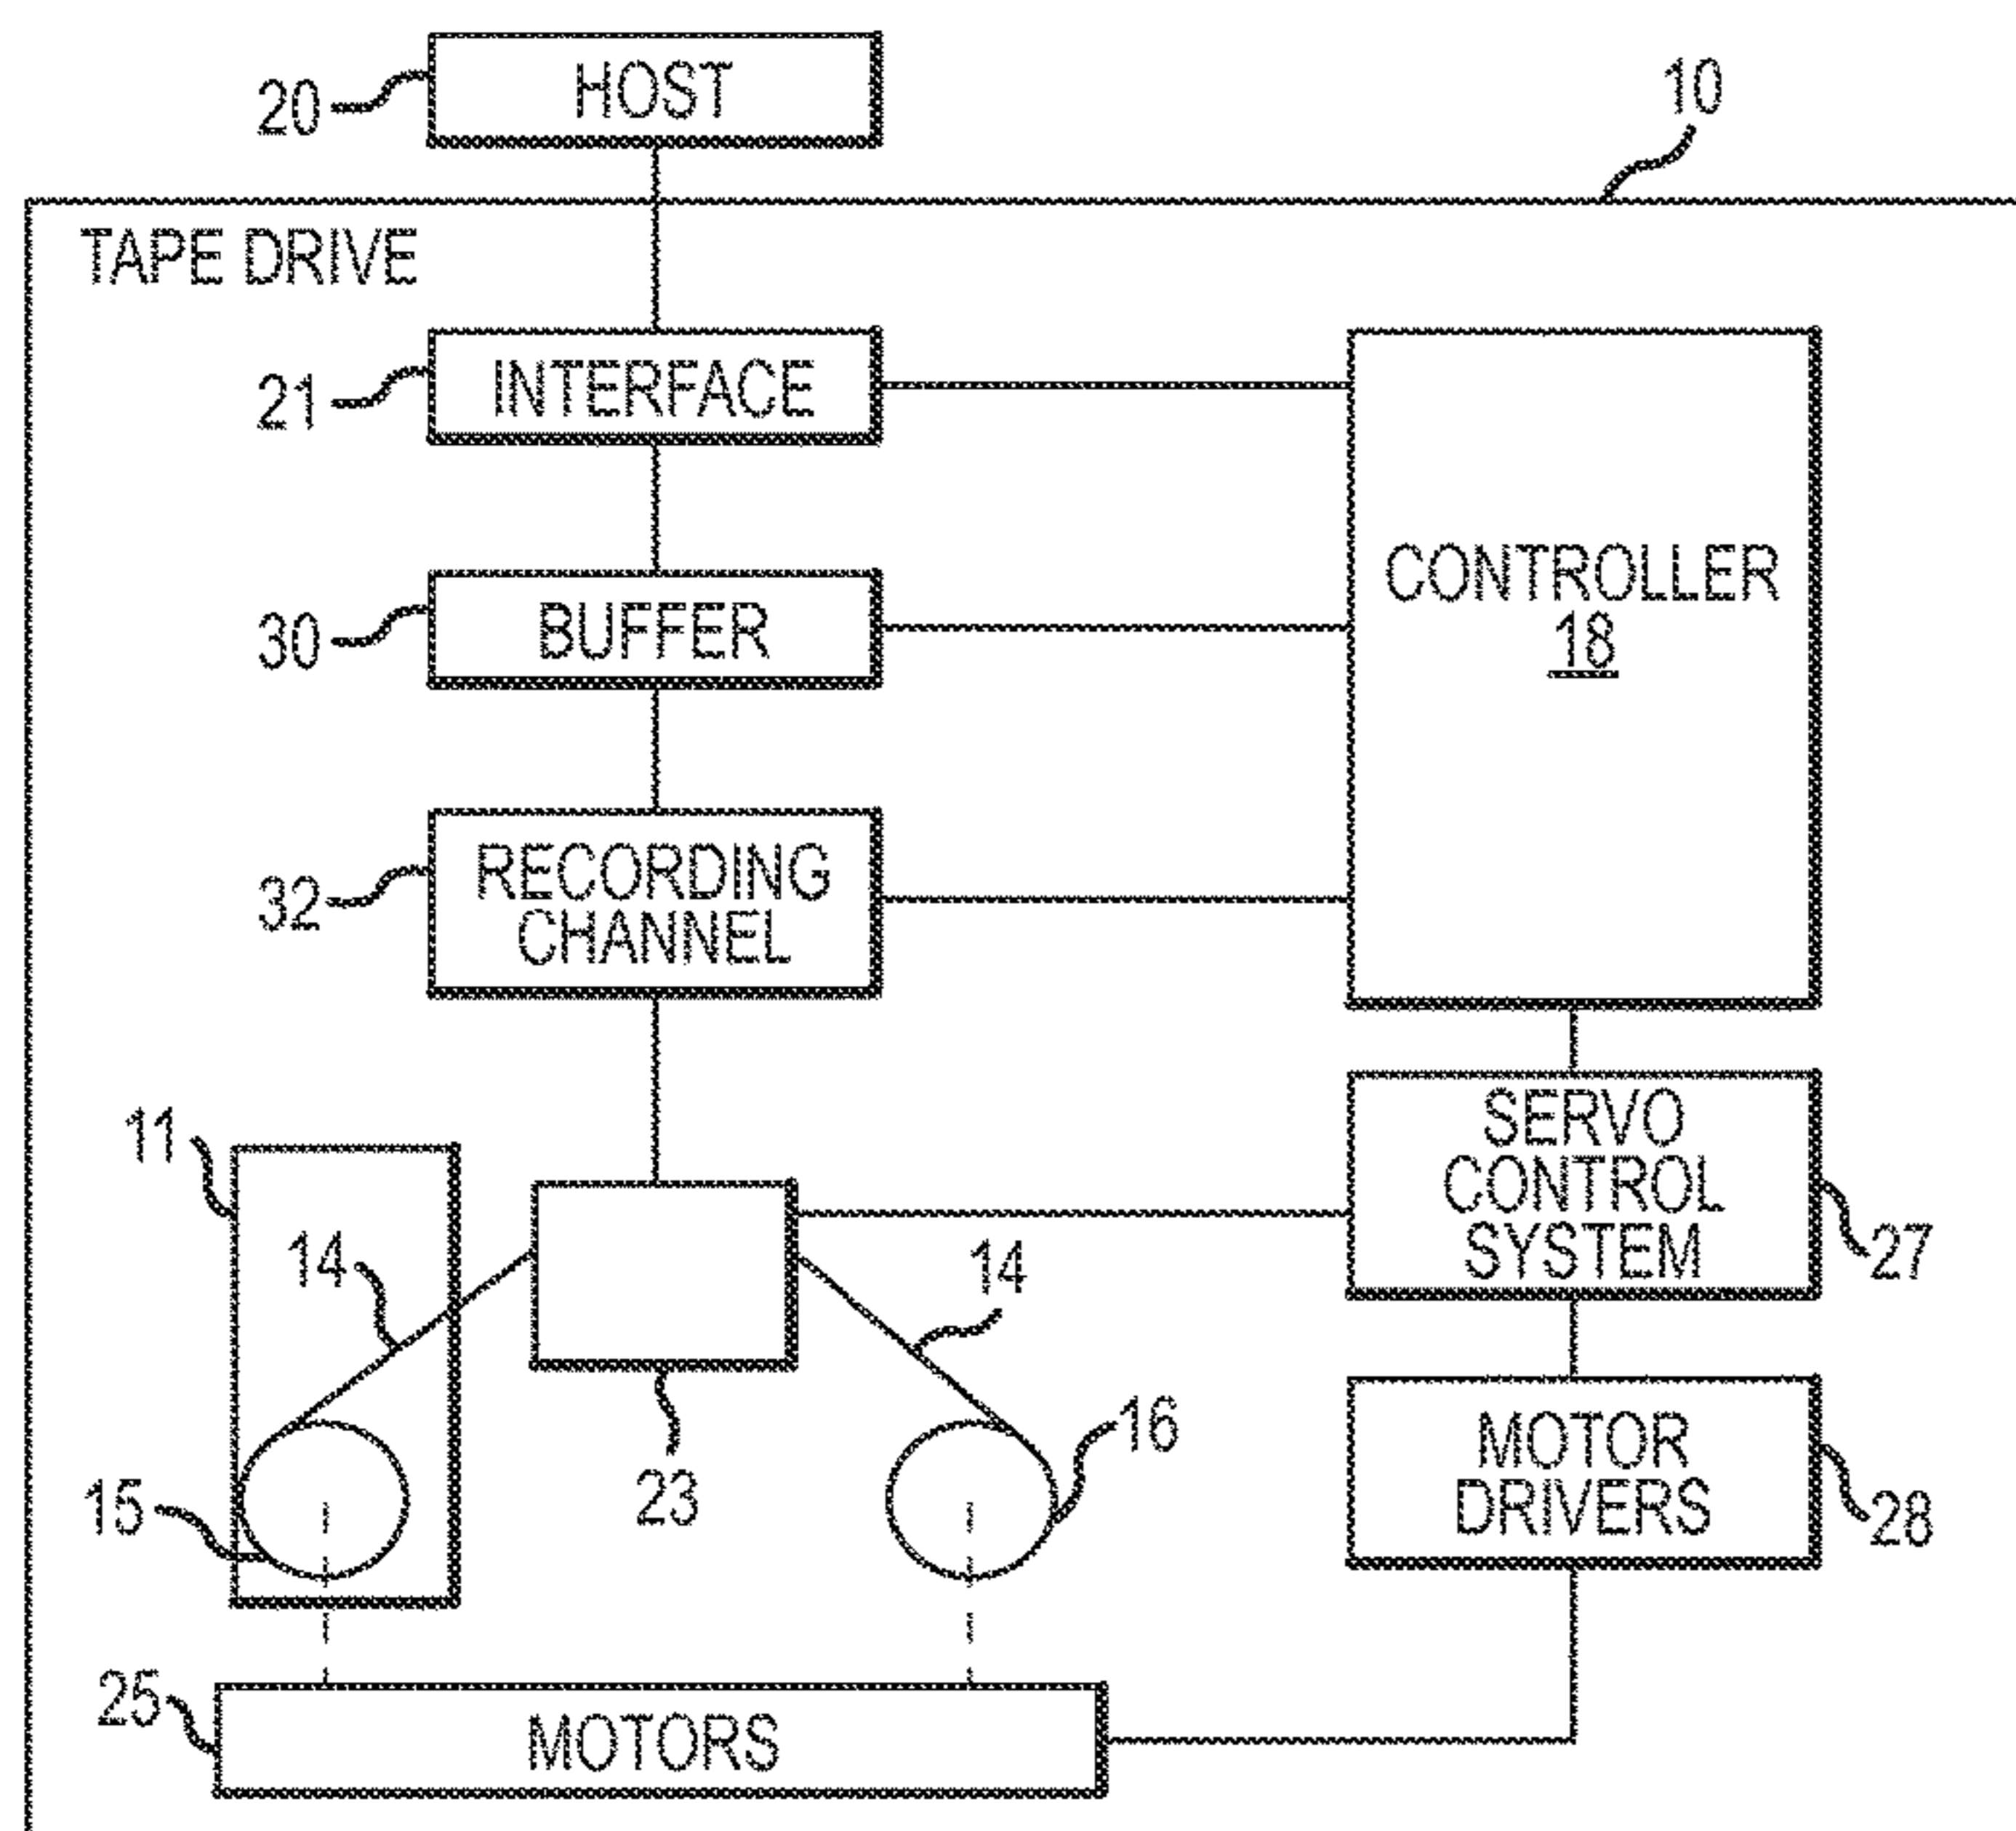 HOST
20
10
TAPE DRIVE
INTERFACE
21
CONTROLLER
18
BUFFER
30
RECORDING
CHANNEL
32
SERVO
CONTROL
SYSTEM
27
11
14
14
16
15
23
MOTOR
DRIVERS
28
25
MOTORS